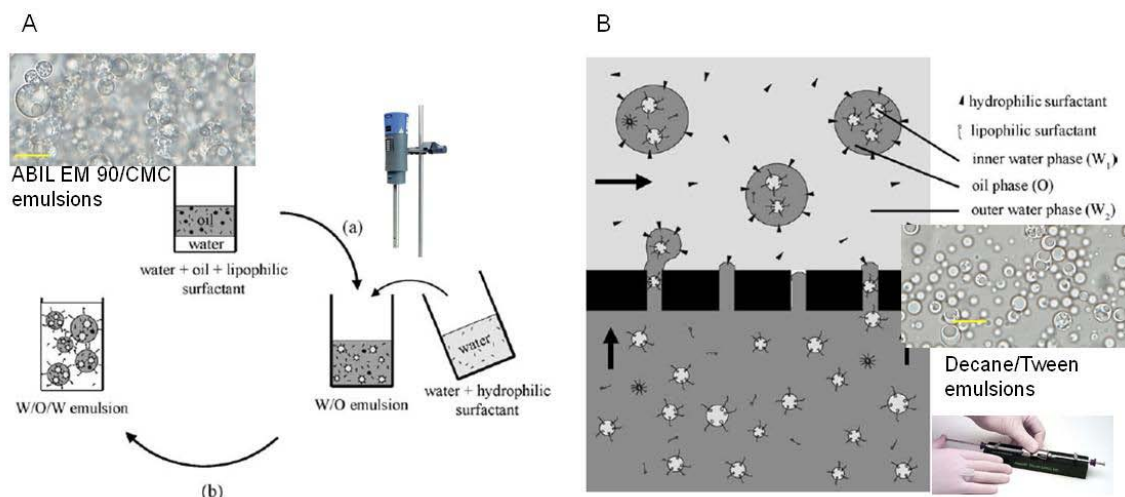 A
ABIL EM 90/CMC
emulsions
oil
water
water + oil + lipophilic
surfactant
(a)
W/O/W emulsion
W/O emulsion
water
water + hydrophilic
surfactant
(b)
B
hydrophilic surfactant
lipophilic surfactant
inner water phase (W₁)
oil phase (O)
outer water phase (W₂)
Decane/Tween
emulsions